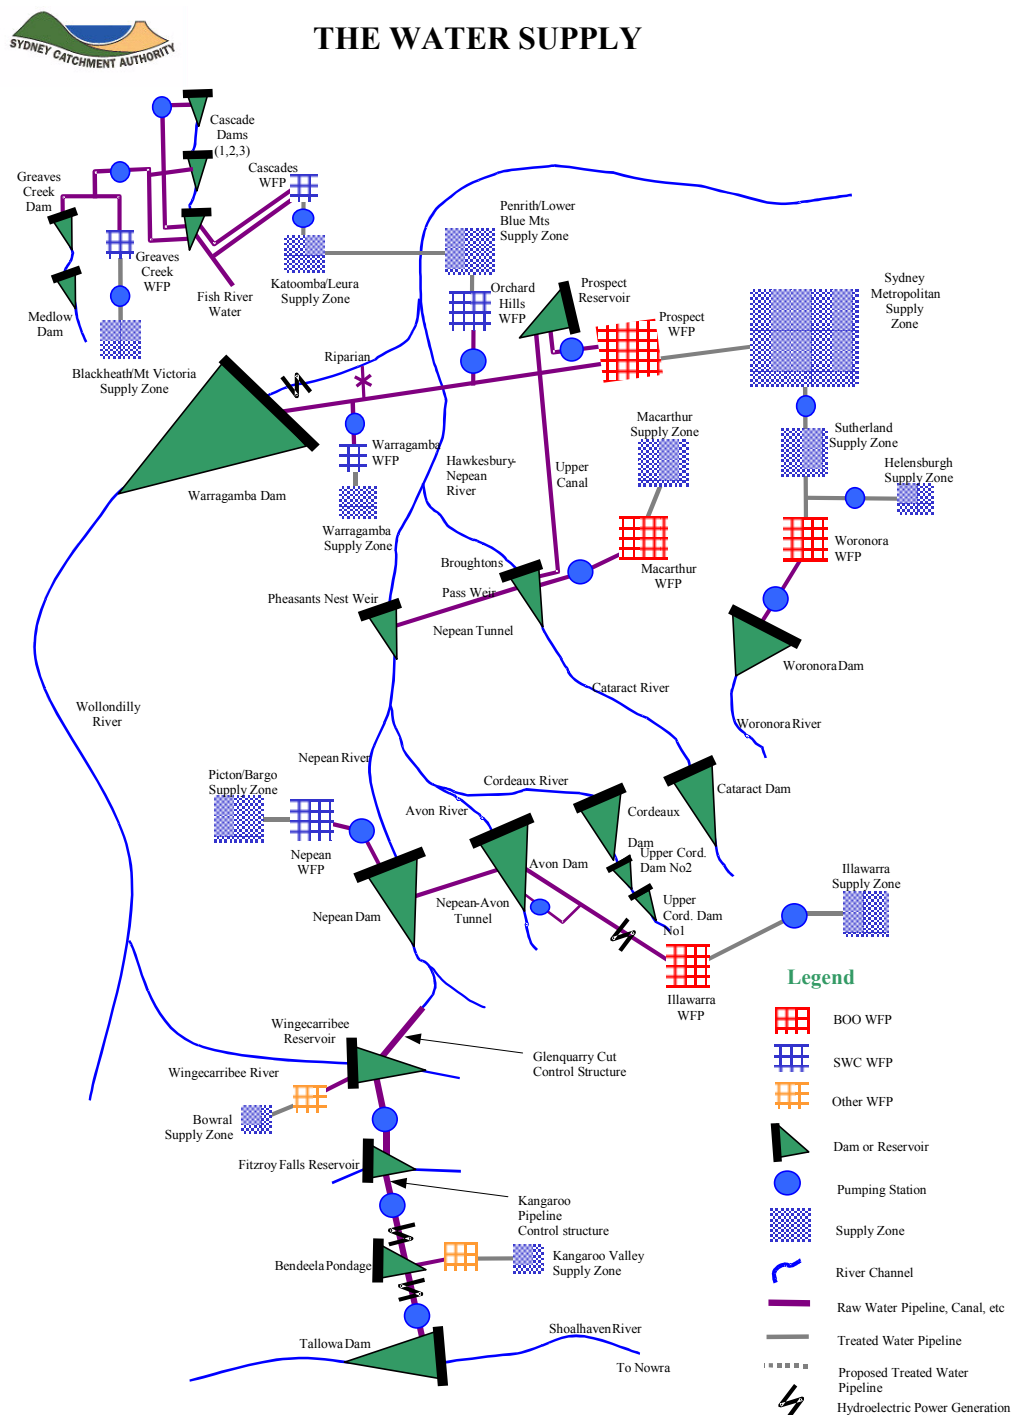 SYDNEY CATCHMENT AUTHORITY
THE WATER SUPPLY
Cascade
Dams
(1,2,3)
Greaves
Creek
Dam
Cascades
WFP
Greaves
Creek
WFP
Medlow
Dam
Fish River
Water
Katoomba/Leura
Supply Zone
Blackheath/Mt Victoria
Supply Zone
Penrith/Lower
Blue Mts
Supply Zone
Orchard
Hills
WFP
Prospect
Reservoir
Prospect
WFP
Sydney
Metropolitan
Supply
Zone
Riparian
Warragamba Dam
Warragamba
WFP
Warragamba
Supply Zone
Hawkesbury-
Nepean
River
Upper
Canal
Macarthur
Supply Zone
Sutherland
Supply Zone
Helensburgh
Supply Zone
Woronora
WFP
Macarthur
WFP
Broughtons
Pass Weir
Pheasants Nest Weir
Nepean Tunnel
Woronora Dam
Woronora River
Wollondilly
River
Cataract River
Nepean River
Cordeaux River
Cataract Dam
Picton/Bargo
Supply Zone
Avon River
Cordeaux
Dam
Nepean
WFP
Avon Dam
Upper Cord.
Dam No2
Nepean Dam
Nepean-Avon
Tunnel
Upper
Cord. Dam
No1
Illawarra
Supply Zone
Illawarra
WFP
Wingecarribee
Reservoir
Glenquarry Cut
Control Structure
Wingecarribee River
Bowral
Supply Zone
Fitzroy Falls Reservoir
Kangaroo
Pipeline
Control structure
Bendeela Pondage
Kangaroo Valley
Supply Zone
Tallowa Dam
Shoalhaven River
To Nowra
Legend
BOO WFP
SWC WFP
Other WFP
Dam or Reservoir
Pumping Station
Supply Zone
River Channel
Raw Water Pipeline, Canal, etc
Treated Water Pipeline
Proposed Treated Water
Pipeline
Hydroelectric Power Generation